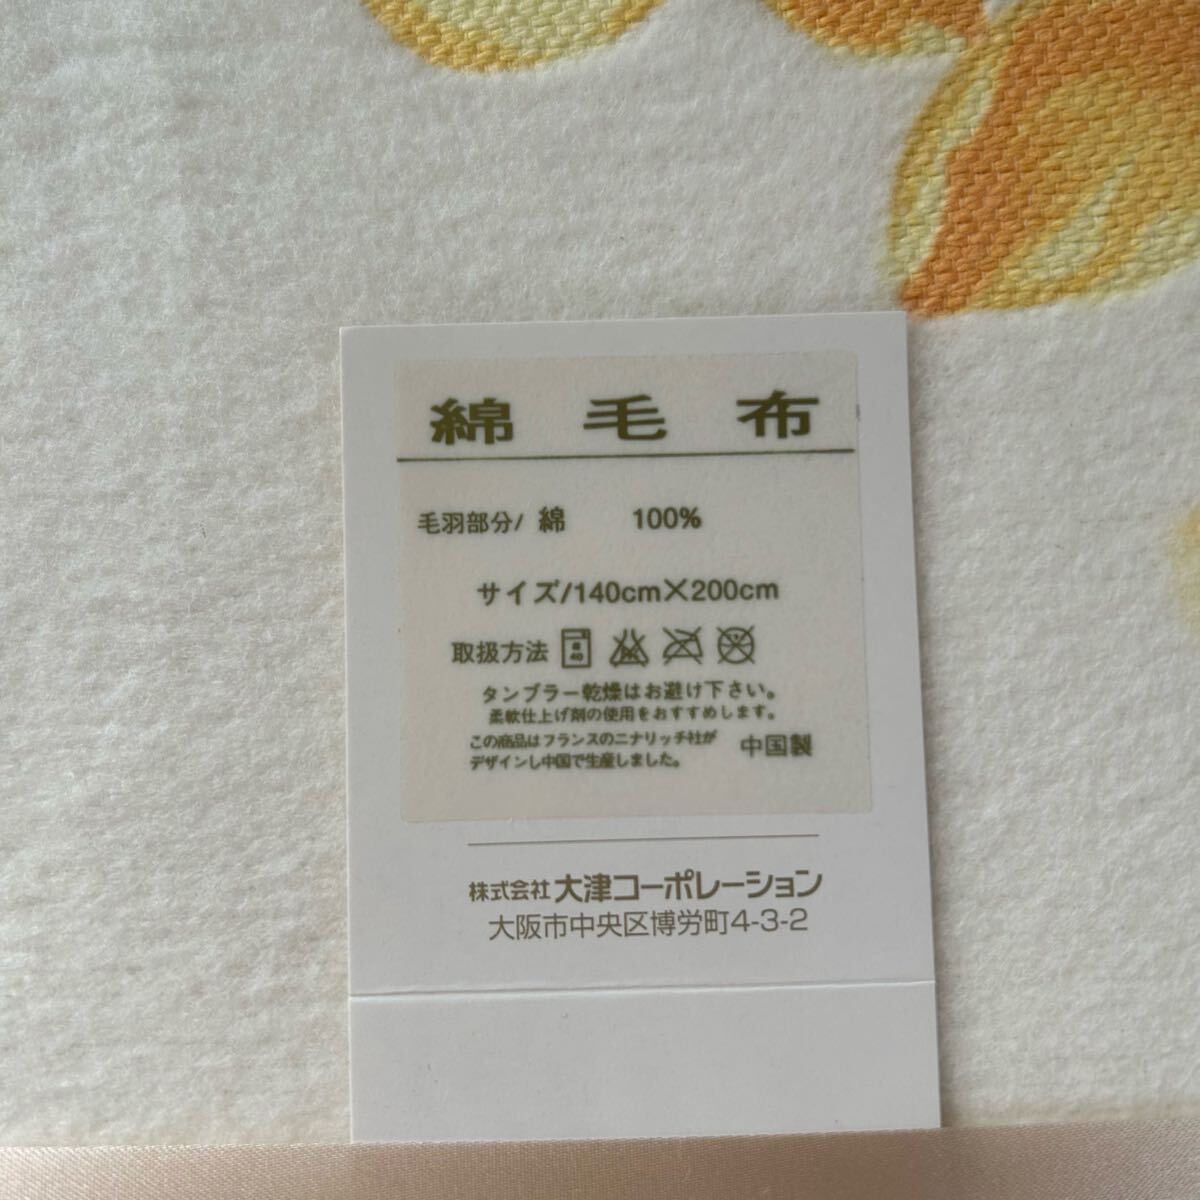 綿 毛 布
毛羽部分/ 綿 100%
サイズ/140cm×200cm
取扱方法 40
タンブラー乾燥はお避け下さい。
柔軟仕上げ剤の使用をおすすめします。
この商品はフランスのニナリッチ社が
デザインし中国で生産しました。 中国製
株式会社 大津コーポレーション
大阪市中央区博労町4-3-2